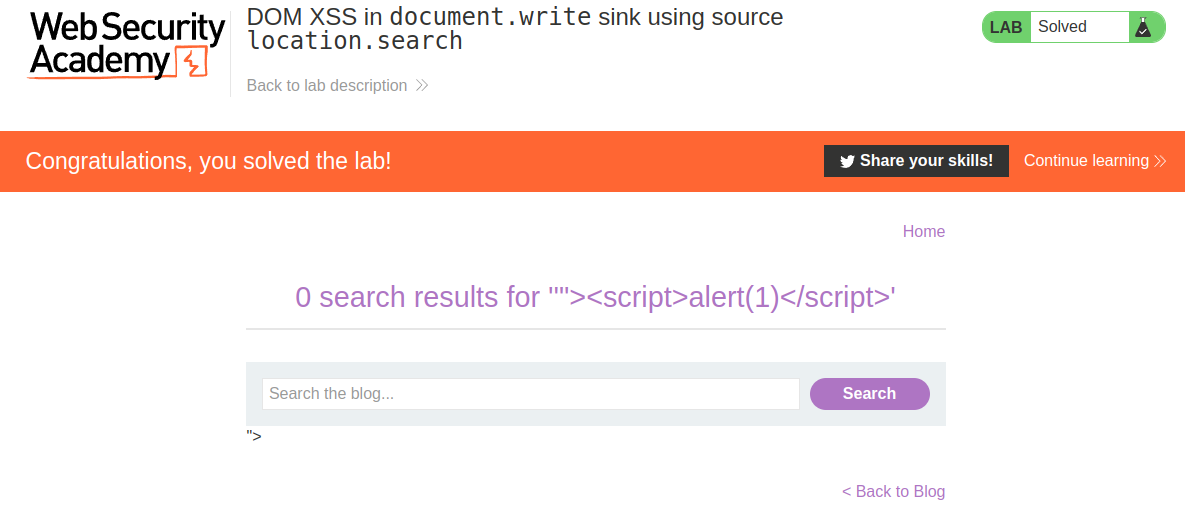 Web Security
Academy
DOM XSS in document.write sink using source
location.search
Back to lab description
LAB Solved
Congratulations, you solved the lab!
Share your skills!
Continue learning
Home
0 search results for '"><script>alert(1)</script>'
Search the blog...
Search
">
< Back to Blog